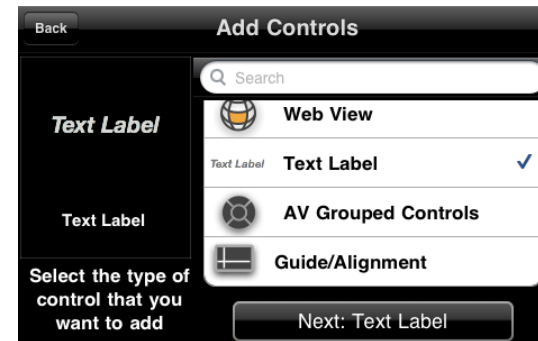 Back
Add Controls
Search
Text Label
Text Label
Select the type of
control that you
want to add
Web View
Text Label Text Label ✓
AV Grouped Controls
Guide/Alignment
Next: Text Label